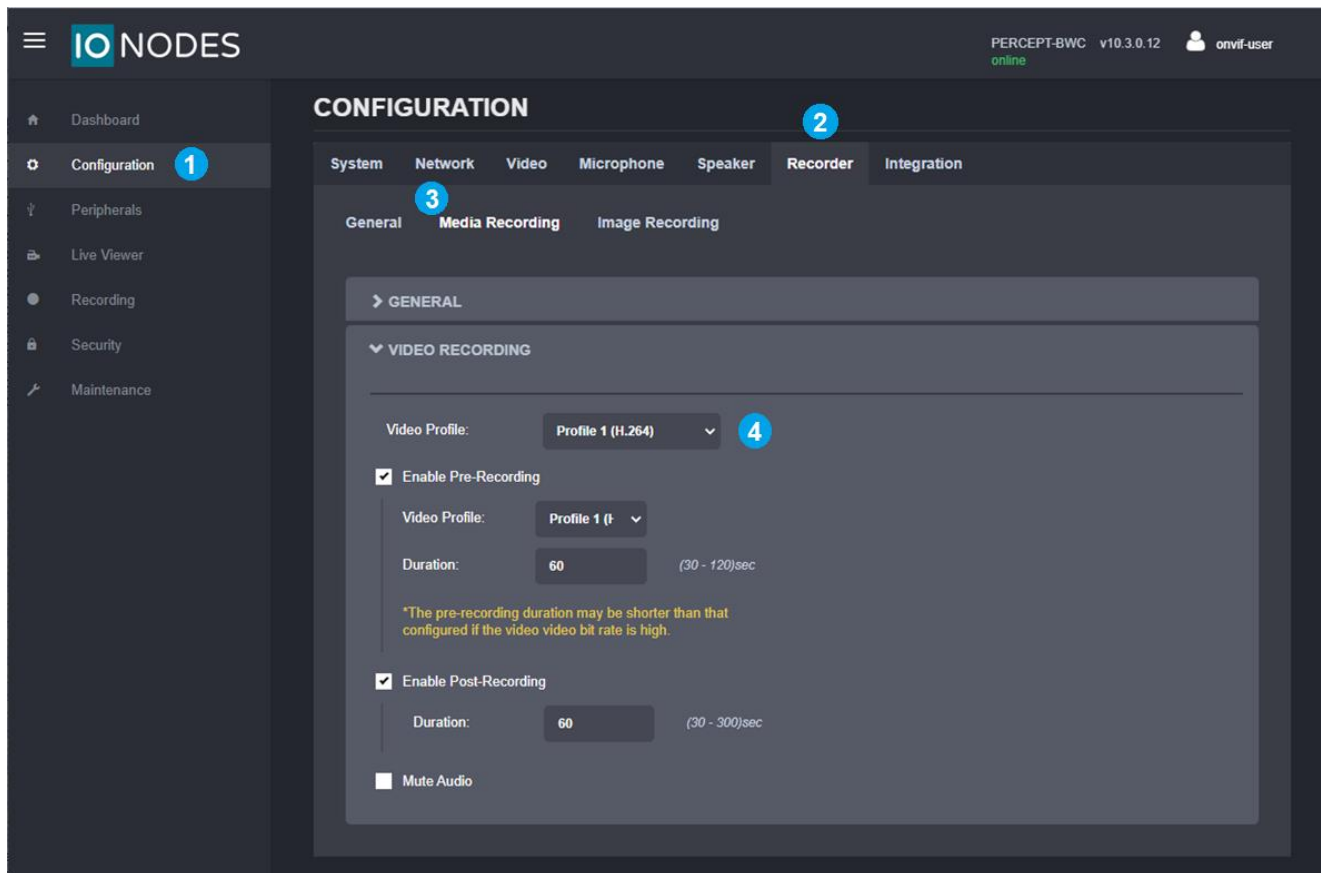 IO NODES
PERCEPT-BWC v10.3.0.12 onvif-user
online
Dashboard
Configuration 1
Peripherals
Live Viewer
Recording
Security
Maintenance
CONFIGURATION
2
System Network Video Microphone Speaker Recorder Integration
3
General Media Recording Image Recording
GENERAL
VIDEO RECORDING
Video Profile: Profile 1 (H.264) 4
Enable Pre-Recording
Video Profile: Profile 1 (H
Duration: 60 (30 - 120)sec
*The pre-recording duration may be shorter than that
configured if the video video bit rate is high.
Enable Post-Recording
Duration: 60 (30 - 300)sec
Mute Audio